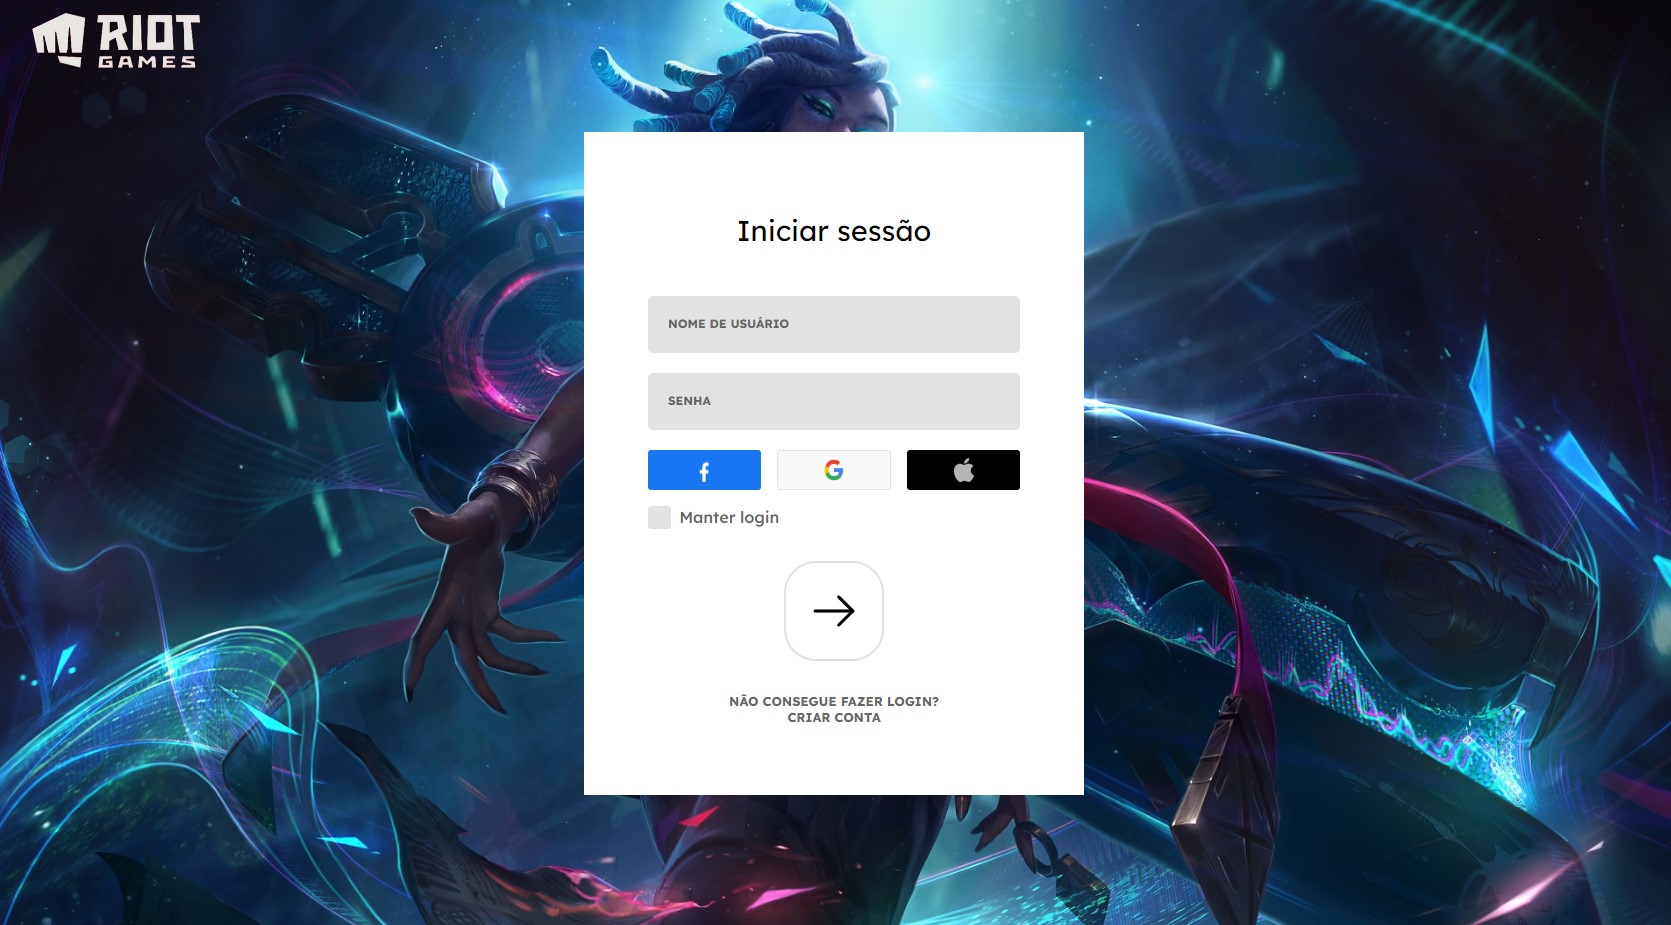 RIOT
GAMES
Iniciar sessão
NOME DE USUÁRIO
SENHA
Manter login
NÃO CONSEGUE FAZER LOGIN?
CRIAR CONTA